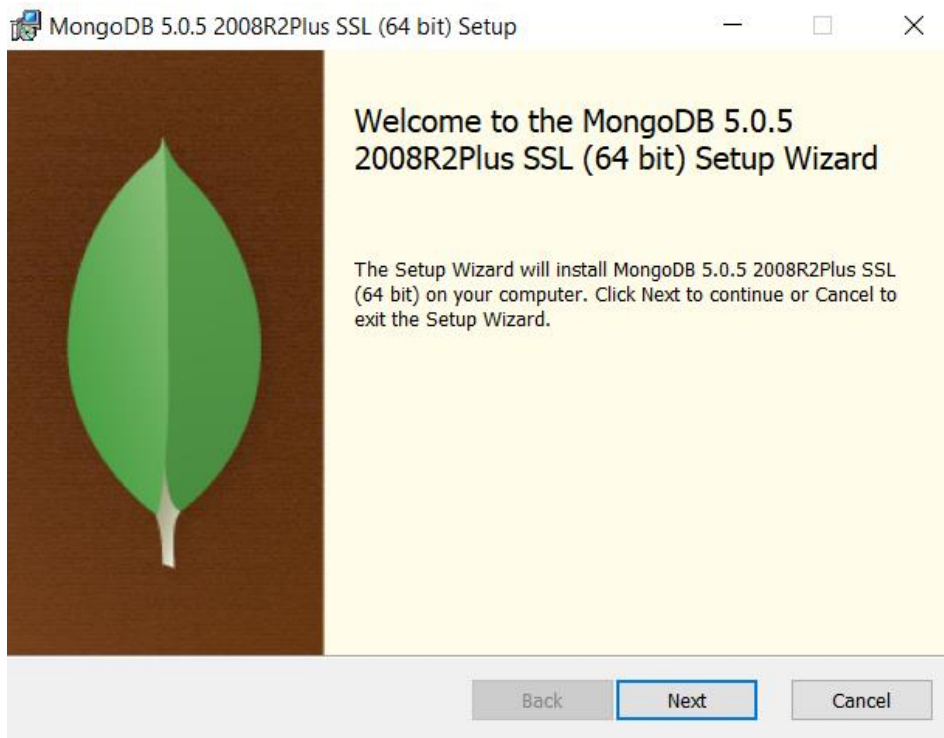 MongoDB 5.0.5 2008R2Plus SSL (64 bit) Setup
Welcome to the MongoDB 5.0.5
2008R2Plus SSL (64 bit) Setup Wizard
The Setup Wizard will install MongoDB 5.0.5 2008R2Plus SSL
(64 bit) on your computer. Click Next to continue or Cancel to
exit the Setup Wizard.
Back Next Cancel